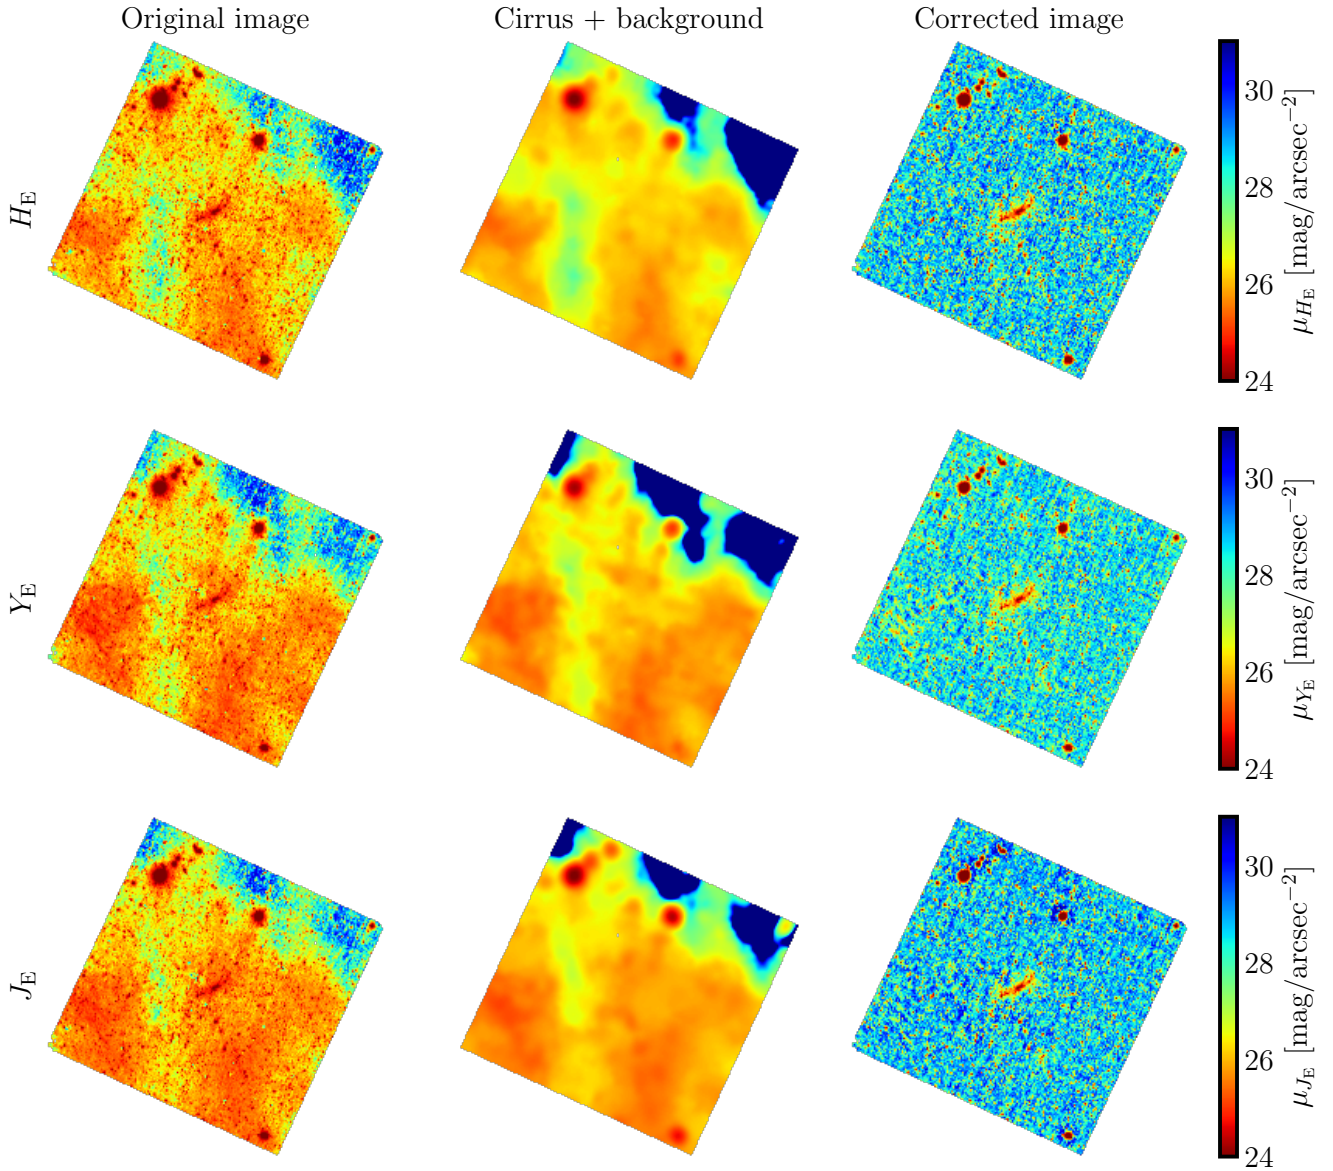 Original image Cirrus + background Corrected image
H_E
30
28
26
24
μ_{H_E} [mag/arcsec⁻²]
Y_E
30
28
26
24
μ_{Y_E} [mag/arcsec⁻²]
J_E
30
28
26
24
μ_{J_E} [mag/arcsec⁻²]